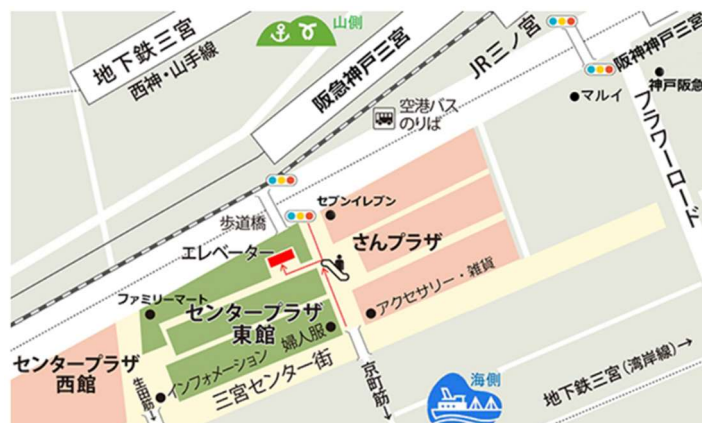 山側
地下鉄三宮
西神・山手線
阪急神戸三宮
JR三ノ宮
阪神神戸三宮
神戸阪急
マルイ
空港バス
のりば
フラワーロード
セブンイレブン
歩道橋
さんプラザ
エレベーター
ファミリーマート
アクセサリー・雑貨
センタープラザ
東館
婦人服
センタープラザ
西館
インフォメーション
三宮センター街
生田筋→
京町筋→
海側
地下鉄三宮(湾岸線)→